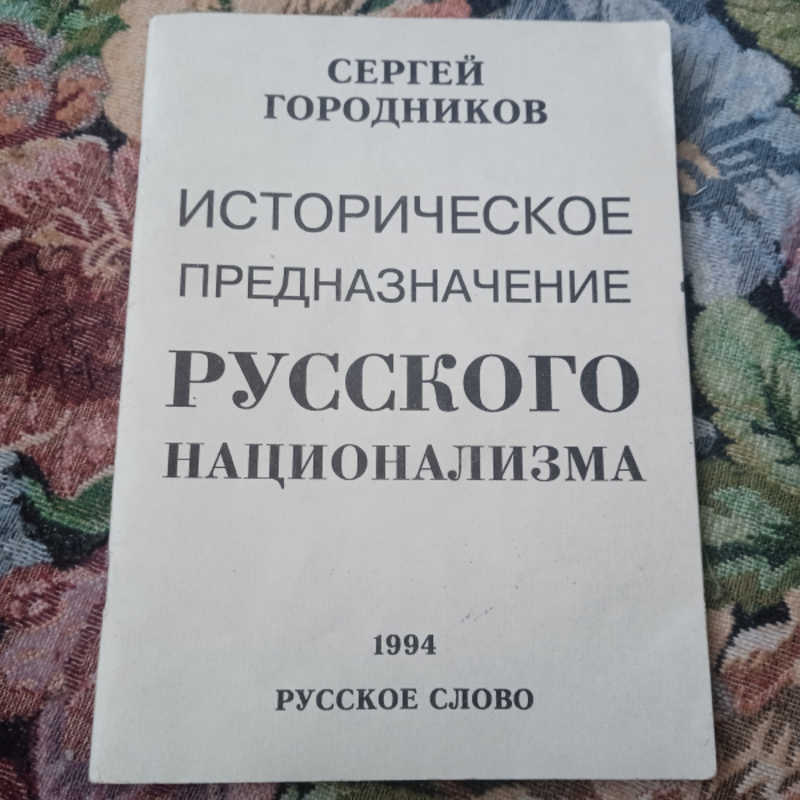 СЕРГЕЙ
ГОРОДНИКОВ
ИСТОРИЧЕСКОЕ
ПРЕДНАЗНАЧЕНИЕ
РУССКОГО
НАЦИОНАЛИЗМА
1994
РУССКОЕ СЛОВО